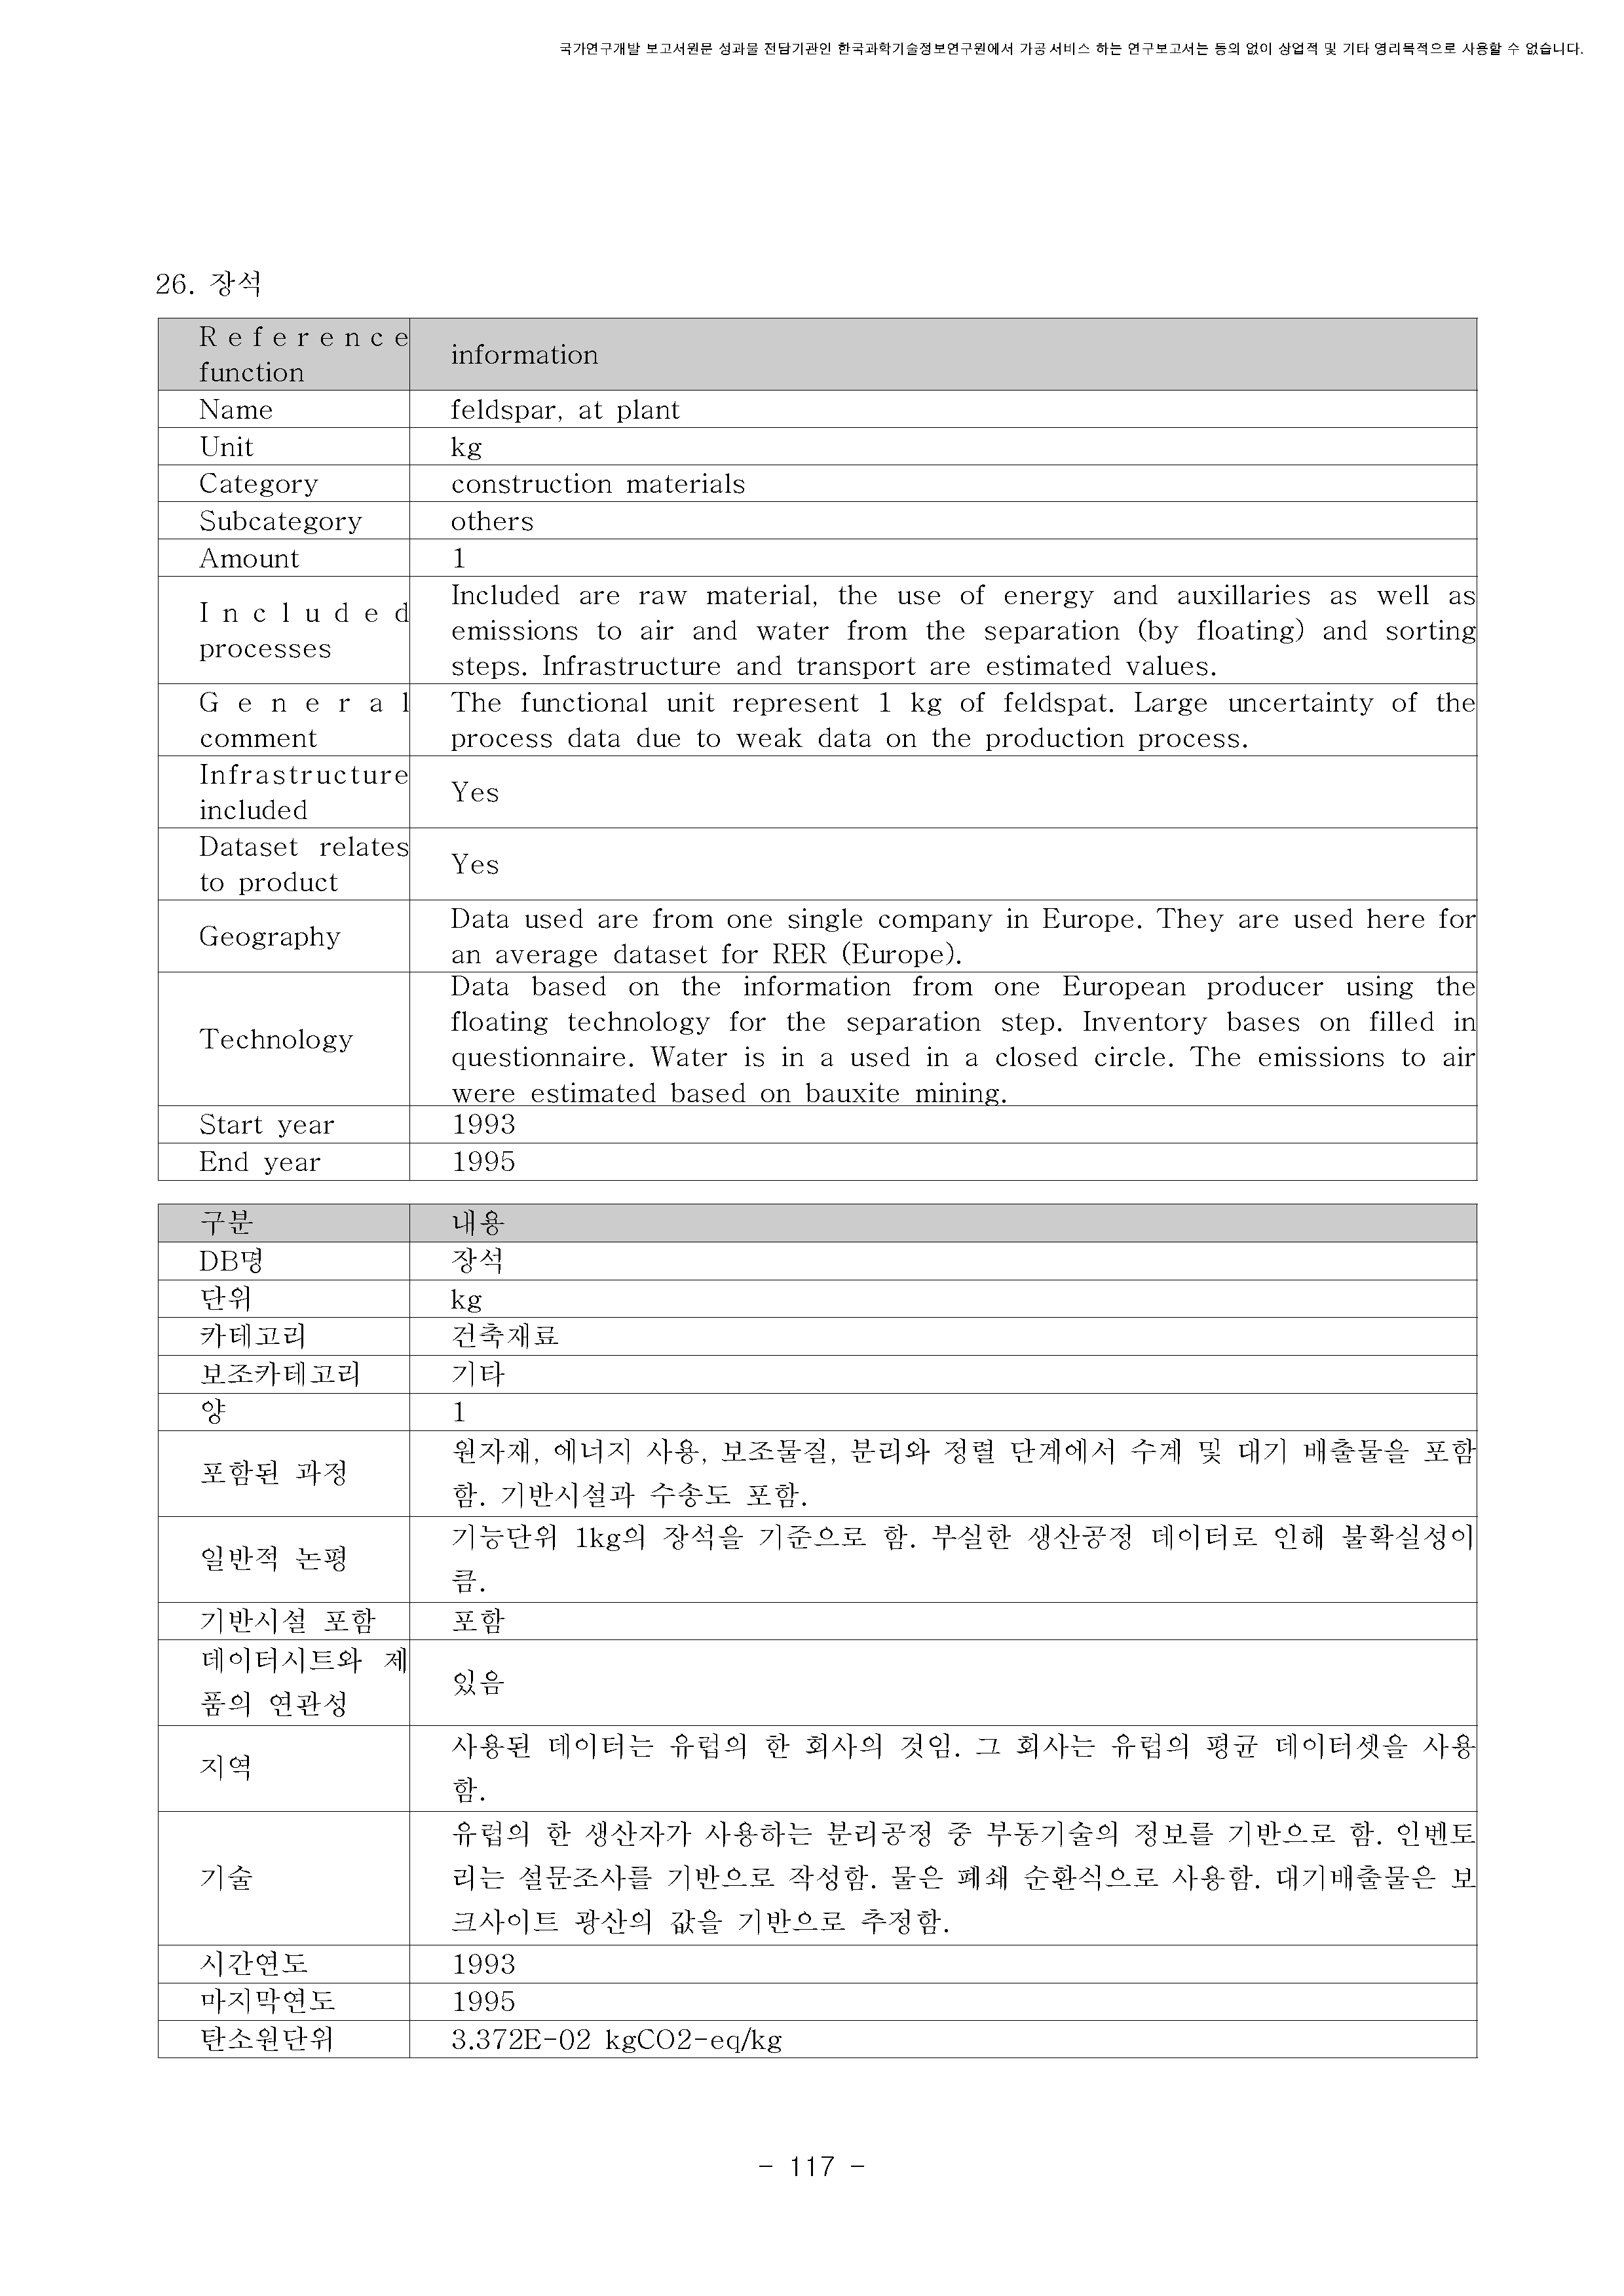 국가연구개발 보고서원문 성과물 전담기관인 한국과학기술정보연구원에서 가공·서비스 하는 연구보고서는 동의 없이 상업적 및 기타 영리목적으로 사용할 수 없습니다.
26. 장석
Reference
function
information
Name
feldspar, at plant
Unit
kg
Category
construction materials
Subcategory
others
Amount
1
Included
processes
Included are raw material, the use of energy and auxillaries as well as
emissions to air and water from the separation (by floating) and sorting
steps. Infrastructure and transport are estimated values.
General
comment
The functional unit represent 1 kg of feldspat. Large uncertainty of the
process data due to weak data on the production process.
Infrastructure
included
Yes
Dataset relates
to product
Yes
Geography
Data used are from one single company in Europe. They are used here for
an average dataset for RER (Europe).
Technology
Data based on the information from one European producer using the
floating technology for the separation step. Inventory bases on filled in
questionnaire. Water is in a used in a closed circle. The emissions to air
were estimated based on bauxite mining.
Start year
1993
End year
1995
구분
내용
DB명
장석
단위
kg
카테고리
건축재료
보조카테고리
기타
양
1
포함된 과정
원자재, 에너지 사용, 보조물질, 분리와 정렬 단계에서 수계 및 대기 배출물을 포함
함. 기반시설과 수송도 포함.
일반적 논평
기능단위 1kg의 장석을 기준으로 함. 부실한 생산공정 데이터로 인해 불확실성이
큼.
기반시설 포함
포함
데이터시트와 제
품의 연관성
있음
지역
사용된 데이터는 유럽의 한 회사의 것임. 그 회사는 유럽의 평균 데이터셋을 사용
함.
기술
유럽의 한 생산자가 사용하는 분리공정 중 부동기술의 정보를 기반으로 함. 인벤토
리는 설문조사를 기반으로 작성함. 물은 폐쇄 순환식으로 사용함. 대기배출물은 보
크사이트 광산의 값을 기반으로 추정함.
시간연도
1993
마지막연도
1995
탄소원단위
3.372E-02 kgCO2-eq/kg
- 117 -